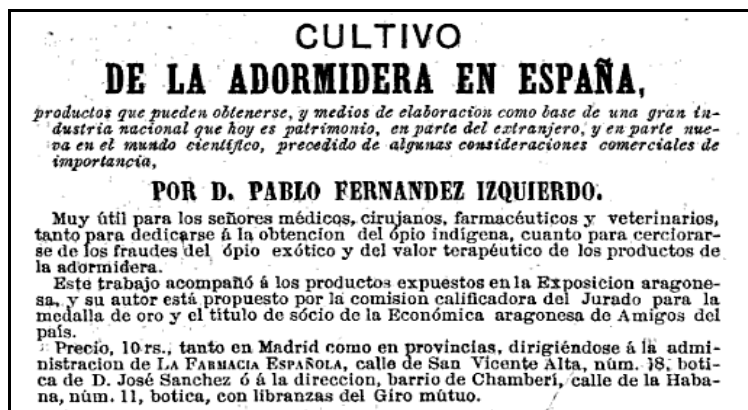 CULTIVO
DE LA ADORMIDERA EN ESPAÑA,
productos que pueden obtenerse, y medios de elaboracion como base de una gran in-
dustria nacional que hoy es patrimonio, en parte del extranjero, y en parte nue-
va en el mundo científico, precedido de algunas consideraciones comerciales de
importancia,
POR D. PABLO FERNANDEZ IZQUIERDO.
Muy útil para los señores médicos, cirujanos, farmacéuticos y veterinarios,
tanto para dedicarse á la obtencion del ópio indígena, cuanto para cerciorar-
se de los fraudes del ópio exótico y del valor terapéutico de los productos de
la adormidera.
Este trabajo acompañó á los productos expuestos en la Exposicion aragone-
sa, y su autor está propuesto por la comision calificadora del Jurado para la
medalla de oro y el título de sócio de la Económica aragonesa de Amigos del
país.
Precio, 10 rs., tanto en Madrid como en provincias, dirigiéndose á la admi-
nistracion de LA FARMACIA ESPAÑOLA, calle de San Vicente Alta, núm. 18, boti-
ca de D. José Sanchez ó á la direccion, barrio de Chamberí, calle de la Haba-
na, núm. 11, botica, con libranzas del Giro mútuo.